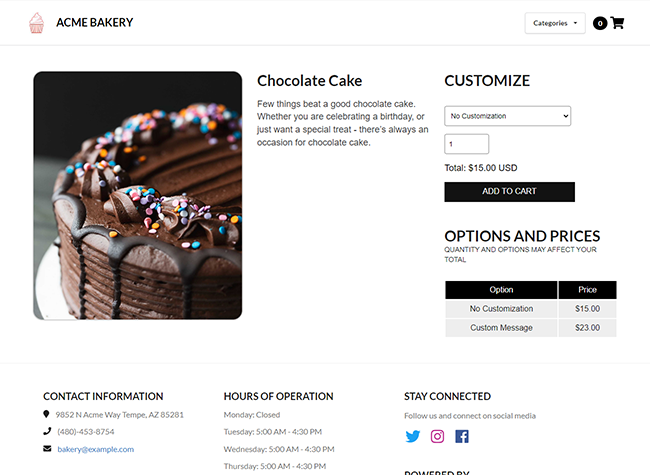 ACME BAKERY
Categories
0
Chocolate Cake
Few things beat a good chocolate cake.
Whether you are celebrating a birthday, or
just want a special treat - there's always an
occasion for chocolate cake.
CUSTOMIZE
No Customization
1
Total: $15.00 USD
ADD TO CART
OPTIONS AND PRICES
QUANTITY AND OPTIONS MAY AFFECT YOUR
TOTAL
Option Price
No Customization $15.00
Custom Message $23.00
CONTACT INFORMATION
9852 N Acme Way Tempe, AZ 85281
(480)-453-8754
bakery@example.com
HOURS OF OPERATION
Monday: Closed
Tuesday: 5:00 AM - 4:30 PM
Wednesday: 5:00 AM - 4:30 PM
Thursday: 5:00 AM - 4:30 PM
STAY CONNECTED
Follow us and connect on social media
POWERED BY